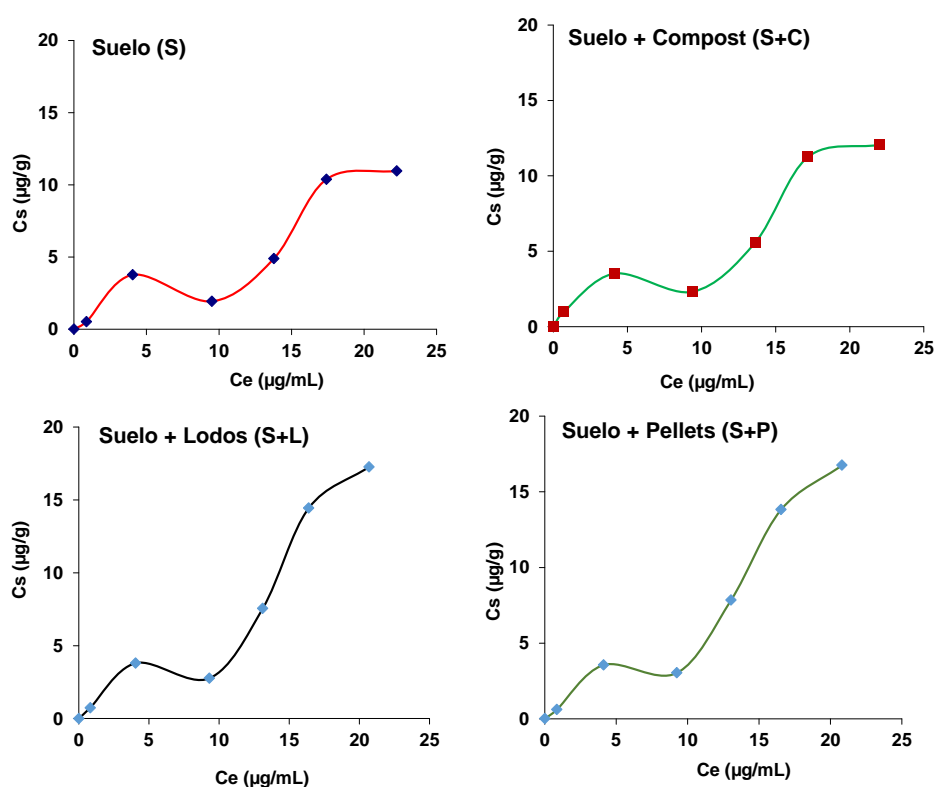 Suelo (S)
20
15
10
5
0
Cs (µg/g)
0 5 10 15 20 25
Ce (µg/mL)
Suelo + Compost (S+C)
20
15
10
5
0
Cs (µg/g)
0 5 10 15 20 25
Ce (µg/mL)
Suelo + Lodos (S+L)
20
15
10
5
0
Cs (µg/g)
0 5 10 15 20 25
Ce (µg/mL)
Suelo + Pellets (S+P)
20
15
10
5
0
Cs (µg/g)
0 5 10 15 20 25
Ce (µg/mL)